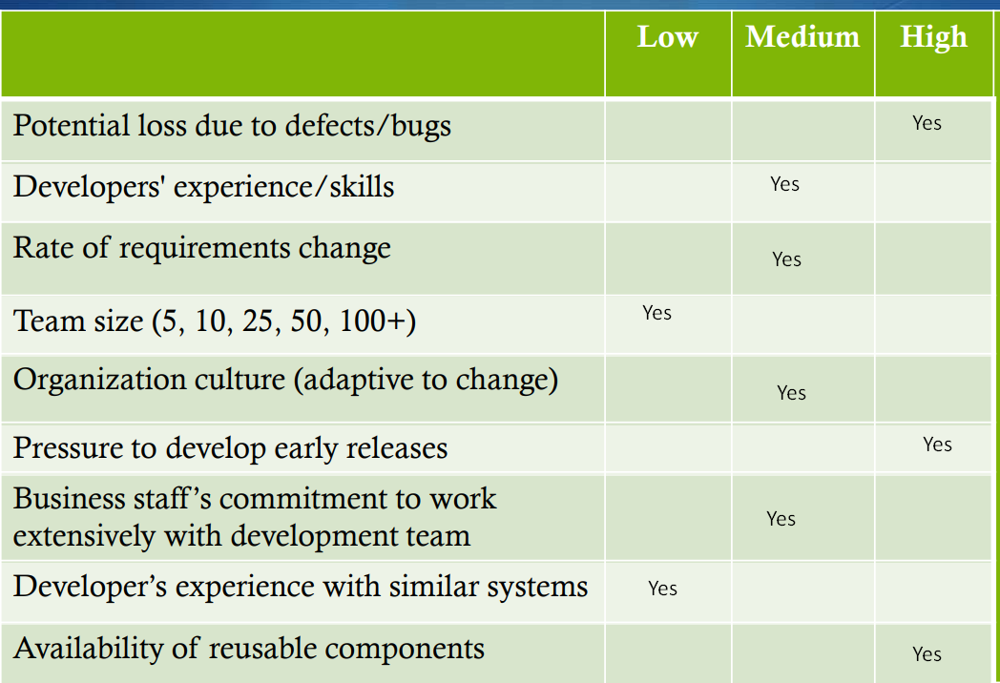 Low Medium High
Potential loss due to defects/bugs Yes
Developers' experience/skills Yes
Rate of requirements change Yes
Team size (5, 10, 25, 50, 100+) Yes
Organization culture (adaptive to change) Yes
Pressure to develop early releases Yes
Business staff’s commitment to work
extensively with development team Yes
Developer’s experience with similar systems Yes
Availability of reusable components Yes